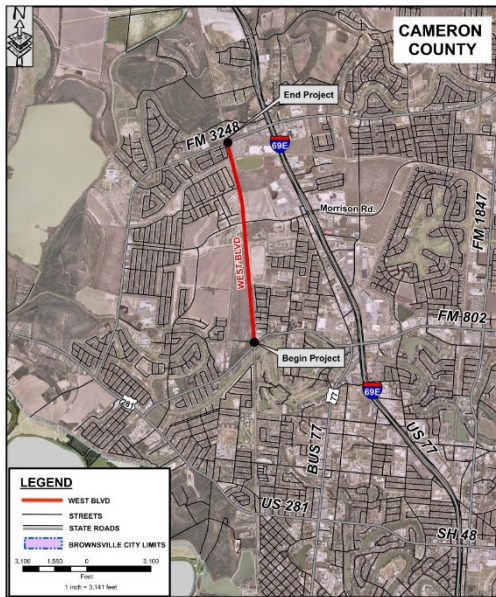 N
CAMERON
COUNTY
End Project
FM 3248
69E
Morrison Rd.
FM 1847
WEST BLVD
FM 802
Begin Project
281
77
69E
US 77
BUS 77
US 281
SH 48
LEGEND
WEST BLVD
STREETS
STATE ROADS
BROWNSVILLE CITY LIMITS
3,100 1,550 0 3,100
Feet
1 inch = 3,141 feet